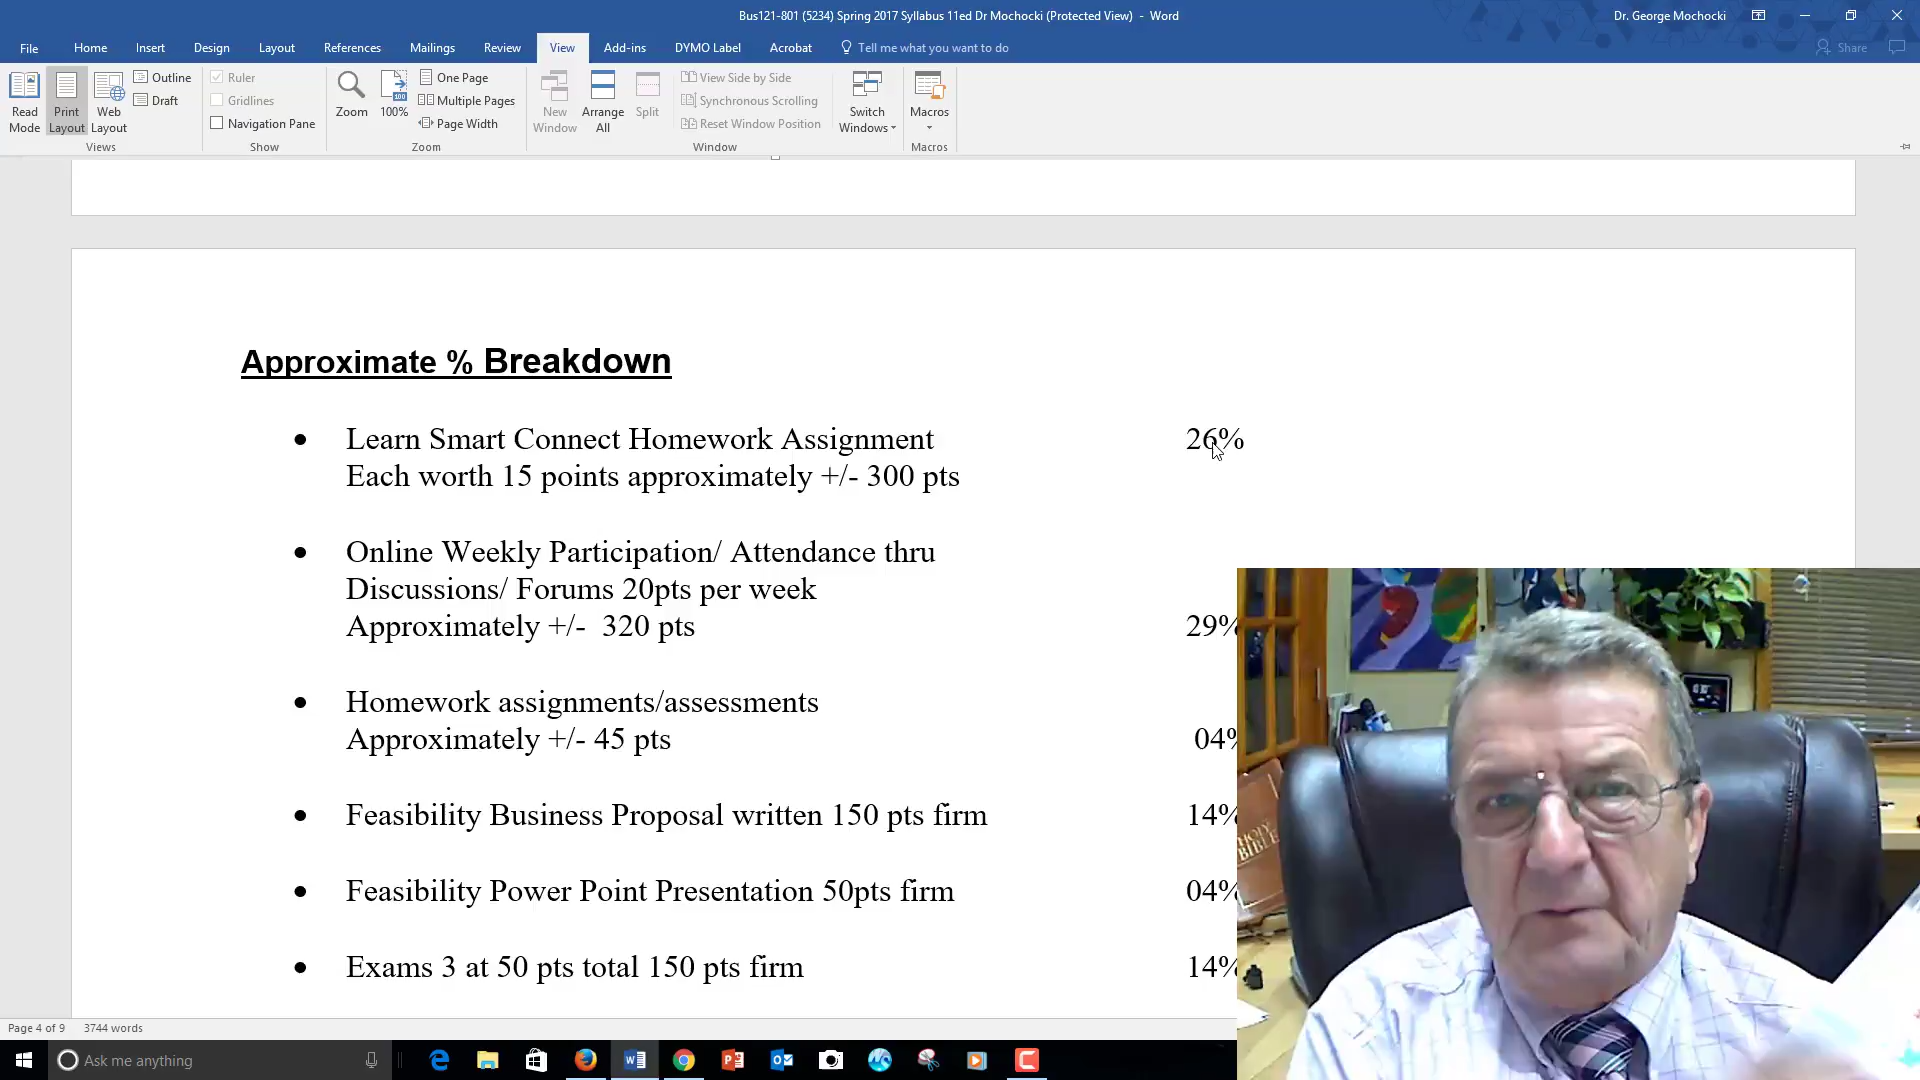 Bus121-801 (5234) Spring 2017 Syllabus 11ed Dr Mochocki (Protected View) - Word
Dr. George Mochocki
File Home Insert Design Layout References Mailings Review View Add-ins DYMO Label Acrobat Tell me what you want to do Share
Read Mode
Print Layout
Web Layout
Outline
Draft
Views
Ruler
Gridlines
Navigation Pane
Show
Zoom
100%
One Page
Multiple Pages
Page Width
Zoom
New Window
Arrange All
Split
View Side by Side
Synchronous Scrolling
Reset Window Position
Window
Switch Windows
Macros
Macros
Approximate % Breakdown
• Learn Smart Connect Homework Assignment 26%
Each worth 15 points approximately +/- 300 pts
• Online Weekly Participation/ Attendance thru
Discussions/ Forums 20pts per week
Approximately +/- 320 pts 29%
• Homework assignments/assessments
Approximately +/- 45 pts 04%
• Feasibility Business Proposal written 150 pts firm 14%
• Feasibility Power Point Presentation 50pts firm 04%
• Exams 3 at 50 pts total 150 pts firm 14%
HOLY BIBLE
Page 4 of 9 3744 words
Ask me anything